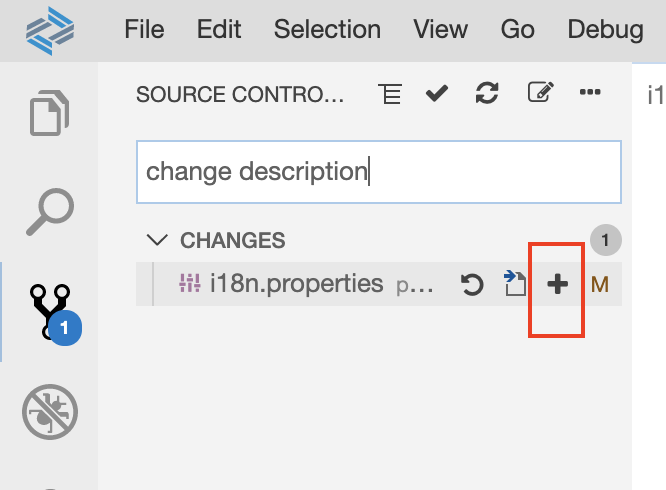 File Edit Selection View Go Debug
SOURCE CONTRO...
i1
change description
CHANGES 1
i18n.properties p... M
1